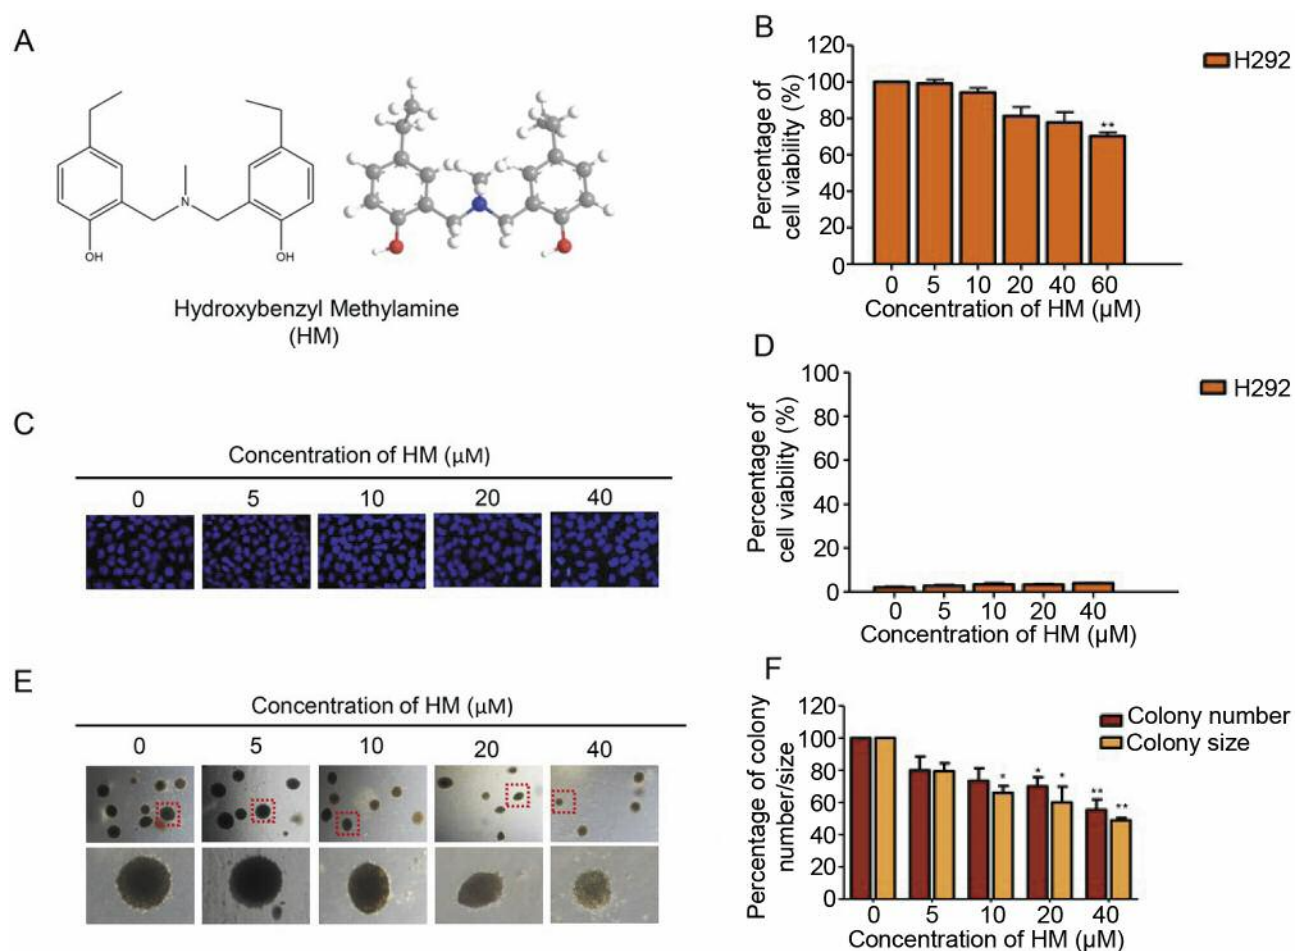 A
N
OH
OH
Hydroxybenzyl Methylamine
(HM)
B
Percentage of
cell viability (%)
120
100
80
60
40
20
0
**
0 5 10 20 40 60
Concentration of HM (µM)
H292
C
Concentration of HM (µM)
0 5 10 20 40
D
Percentage of
cell viability (%)
100
80
60
40
20
0
0 5 10 20 40
Concentration of HM (µM)
H292
E
Concentration of HM (µM)
0 5 10 20 40
F
Percentage of colony
number/size
120
100
80
60
40
20
0
* * * ** **
0 5 10 20 40
Concentration of HM (µM)
Colony number
Colony size